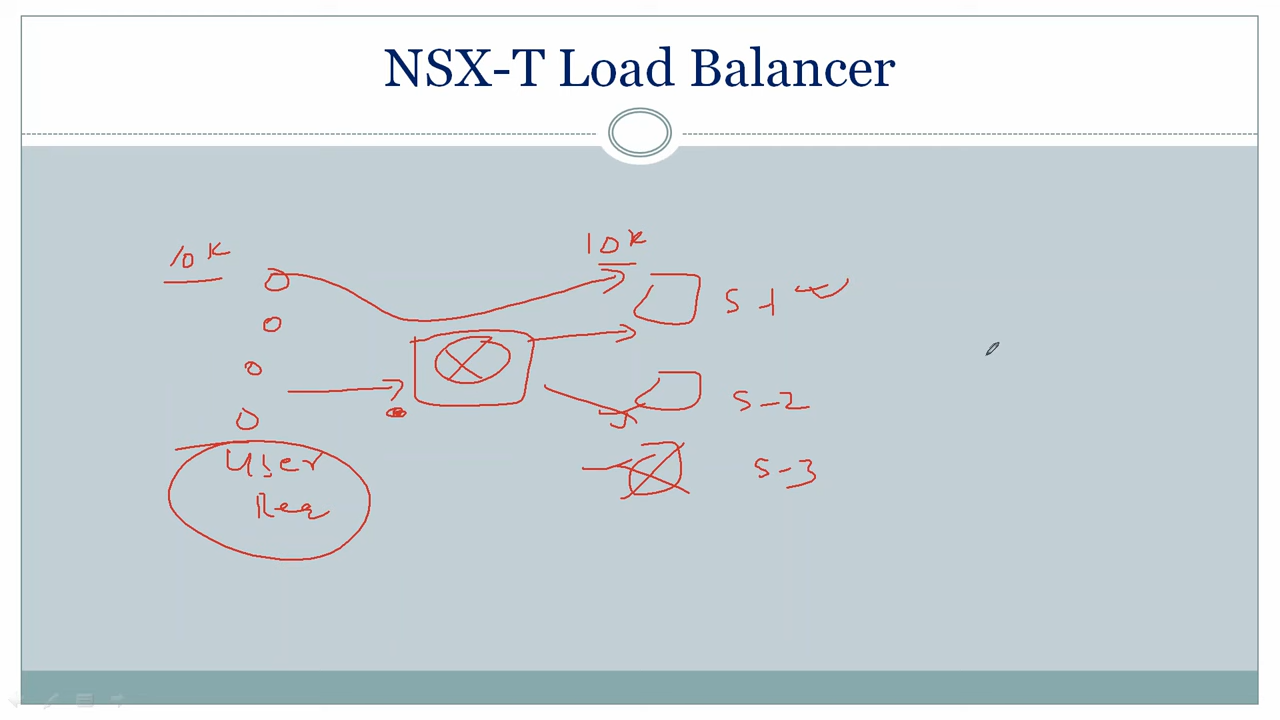 NSX-T Load Balancer
10K
10K
S-1
S-2
User
Req
S-3